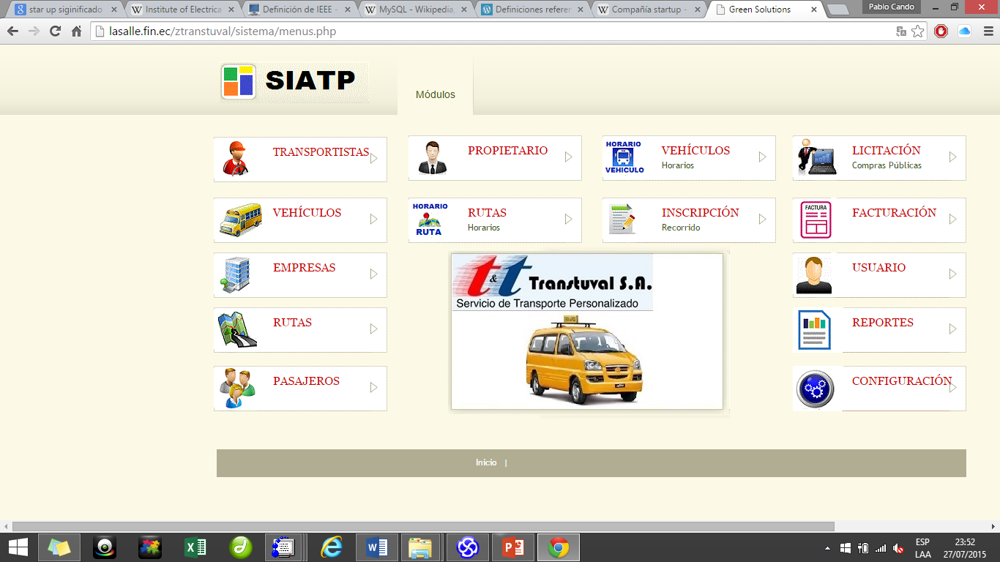 star up siginificado
Institute of Electrica
Definición de IEEE -
MySQL - Wikipedia,
Definiciones referen
Compañía startup -
Green Solutions
Pablo Cando
lasalle.fin.ec/ztranstuval/sistema/menus.php
SIATP
Módulos
TRANSPORTISTAS
PROPIETARIO
HORARIO
VEHICULO
VEHÍCULOS
Horarios
LICITACIÓN
Compras Públicas
VEHÍCULOS
HORARIO
RUTA
RUTAS
Horarios
INSCRIPCIÓN
Recorrido
FACTURA
FACTURACIÓN
EMPRESAS
t&t Transtuval S.A.
Servicio de Transporte Personalizado
USUARIO
RUTAS
REPORTES
PASAJEROS
CONFIGURACIÓN
Inicio |
ESP
LAA
23:52
27/07/2015